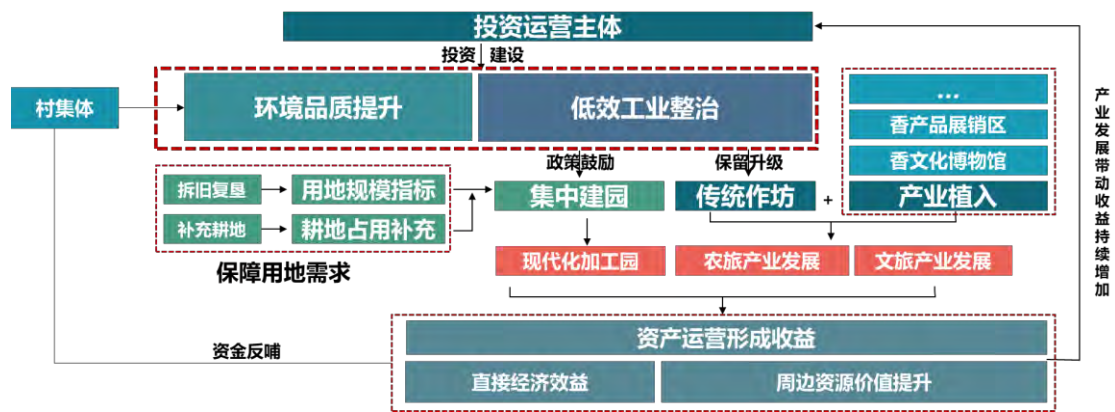 投资运营主体
投资 建设
村集体
环境品质提升
低效工业整治
...
香产品展销区
香文化博物馆
产业植入
政策鼓励
保留升级
拆旧复垦
用地规模指标
集中建园
传统作坊
+
补充耕地
耕地占用补充
保障用地需求
现代化加工园
农旅产业发展
文旅产业发展
资产运营形成收益
资金反哺
直接经济效益
周边资源价值提升
产业发展带动收益持续增加